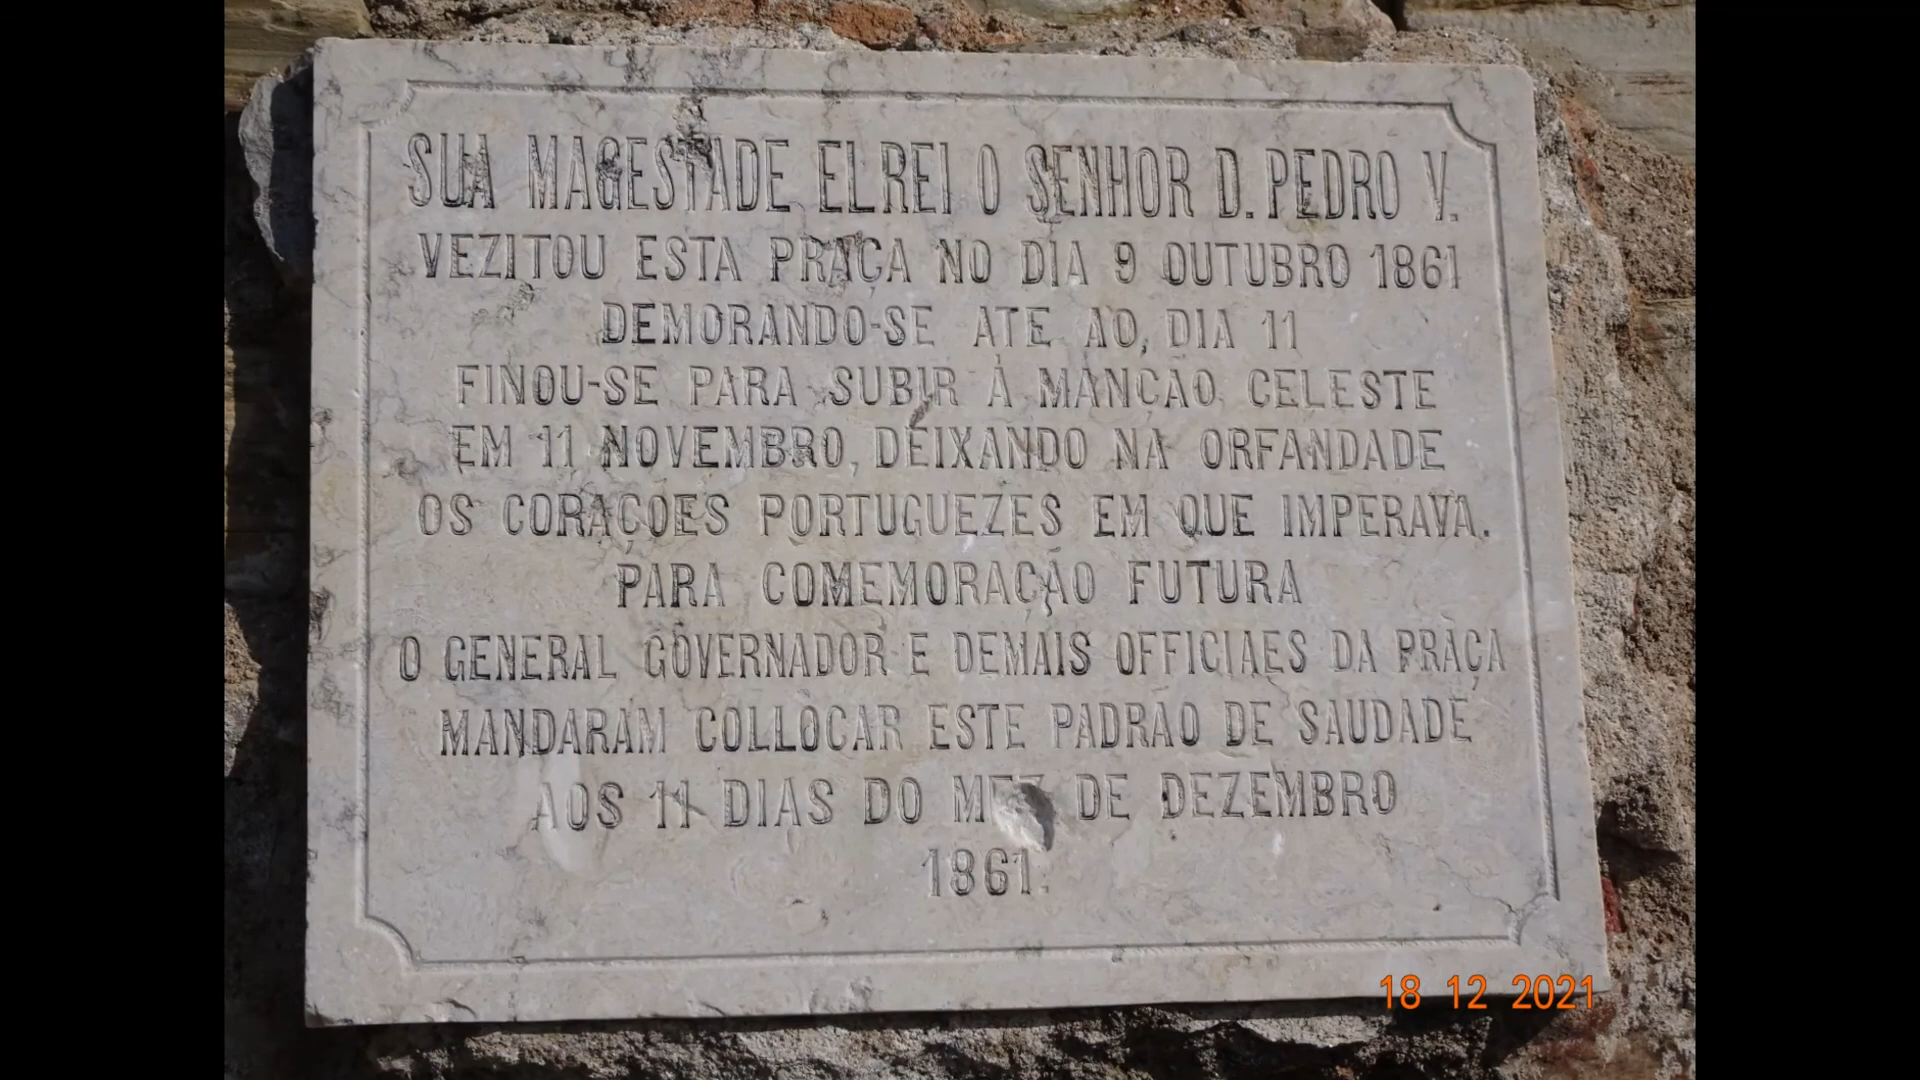 SUA MAGESTADE ELREI O SENHOR D. PEDRO V.
VEZITOU ESTA PRAÇA NO DIA 9 OUTUBRO 1861
DEMORANDO-SE ATE AO, DIA 11
FINOU-SE PARA SUBIR À MANÇÃO CELESTE
EM 11 NOVEMBRO, DEIXANDO NA ORFANDADE
OS CORAÇOES PORTUGUEZES EM QUE IMPERAVA.
PARA COMEMORAÇÃO FUTURA
O GENERAL GOVERNADOR E DEMAIS OFFICIAES DA PRAÇA
MANDARAM COLLOCAR ESTE PADRÃO DE SAUDADE
AOS 11 DIAS DO MEZ DE DEZEMBRO
1861.
18 12 2021